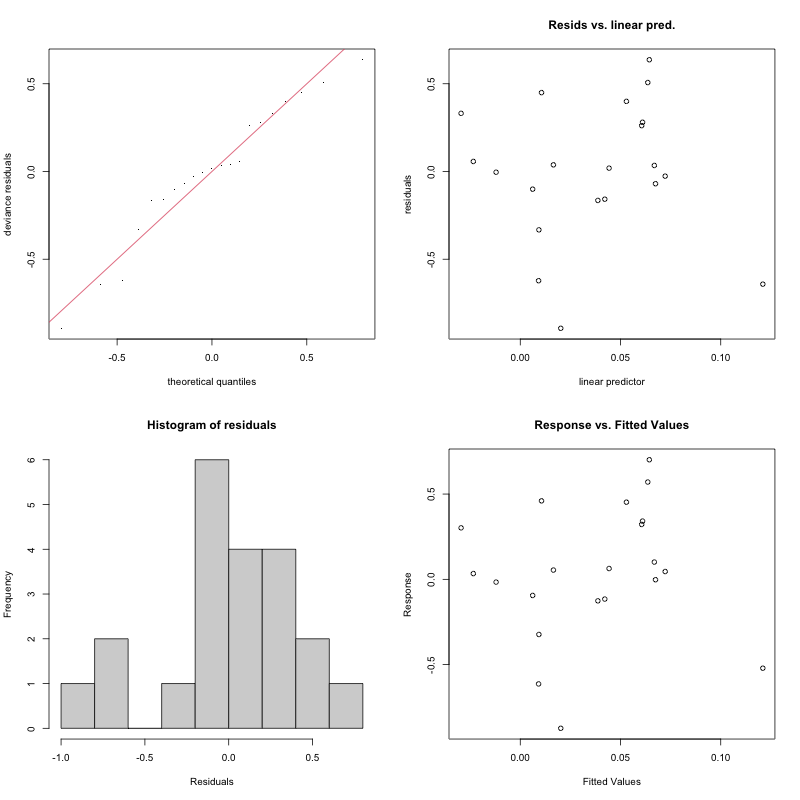 deviance residuals
-0.5 0.0 0.5
-0.5 0.0 0.5
theoretical quantiles
Resids vs. linear pred.
residuals
-0.5 0.0 0.5
0.00 0.05 0.10
linear predictor
Histogram of residuals
Frequency
0 1 2 3 4 5 6
-1.0 -0.5 0.0 0.5
Residuals
Response vs. Fitted Values
Response
-0.5 0.0 0.5
0.00 0.05 0.10
Fitted Values